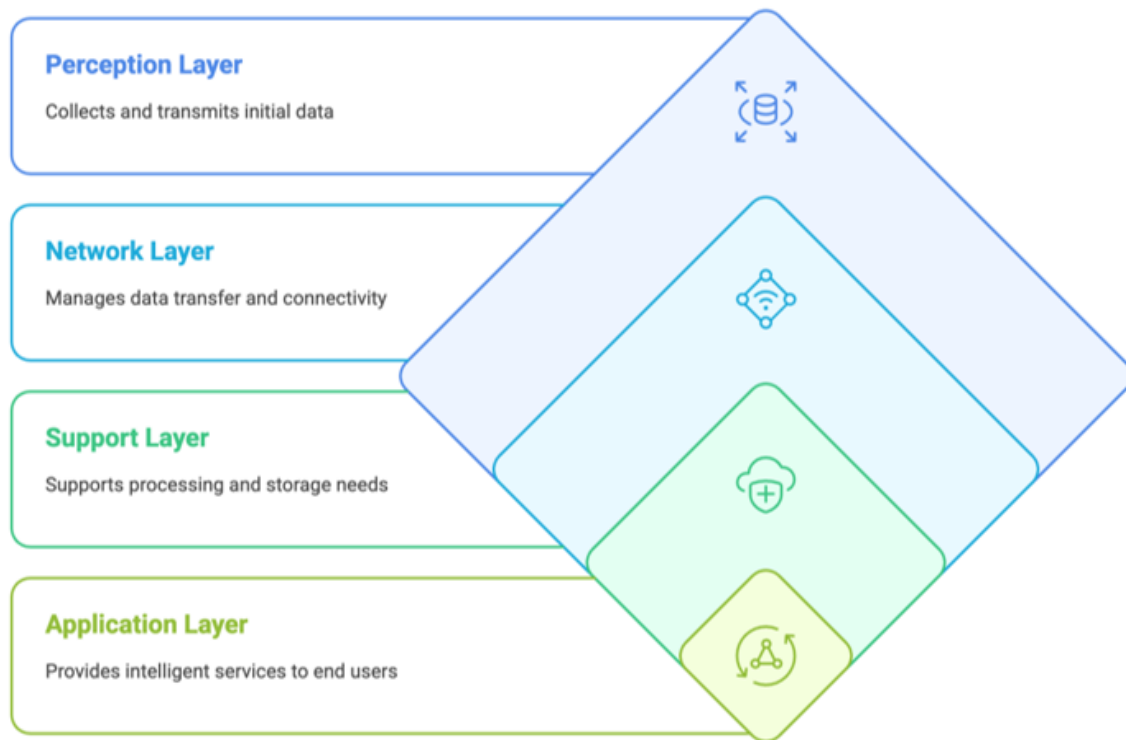 Perception Layer
Collects and transmits initial data
Network Layer
Manages data transfer and connectivity
Support Layer
Supports processing and storage needs
Application Layer
Provides intelligent services to end users